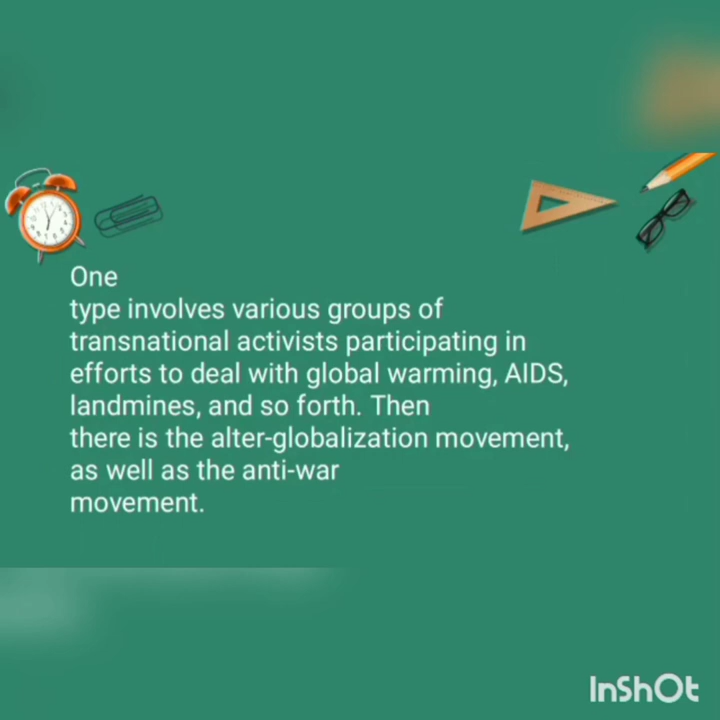 One
type involves various groups of
transnational activists participating in
efforts to deal with global warming, AIDS,
landmines, and so forth. Then
there is the alter-globalization movement,
as well as the anti-war
movement.
InShOt